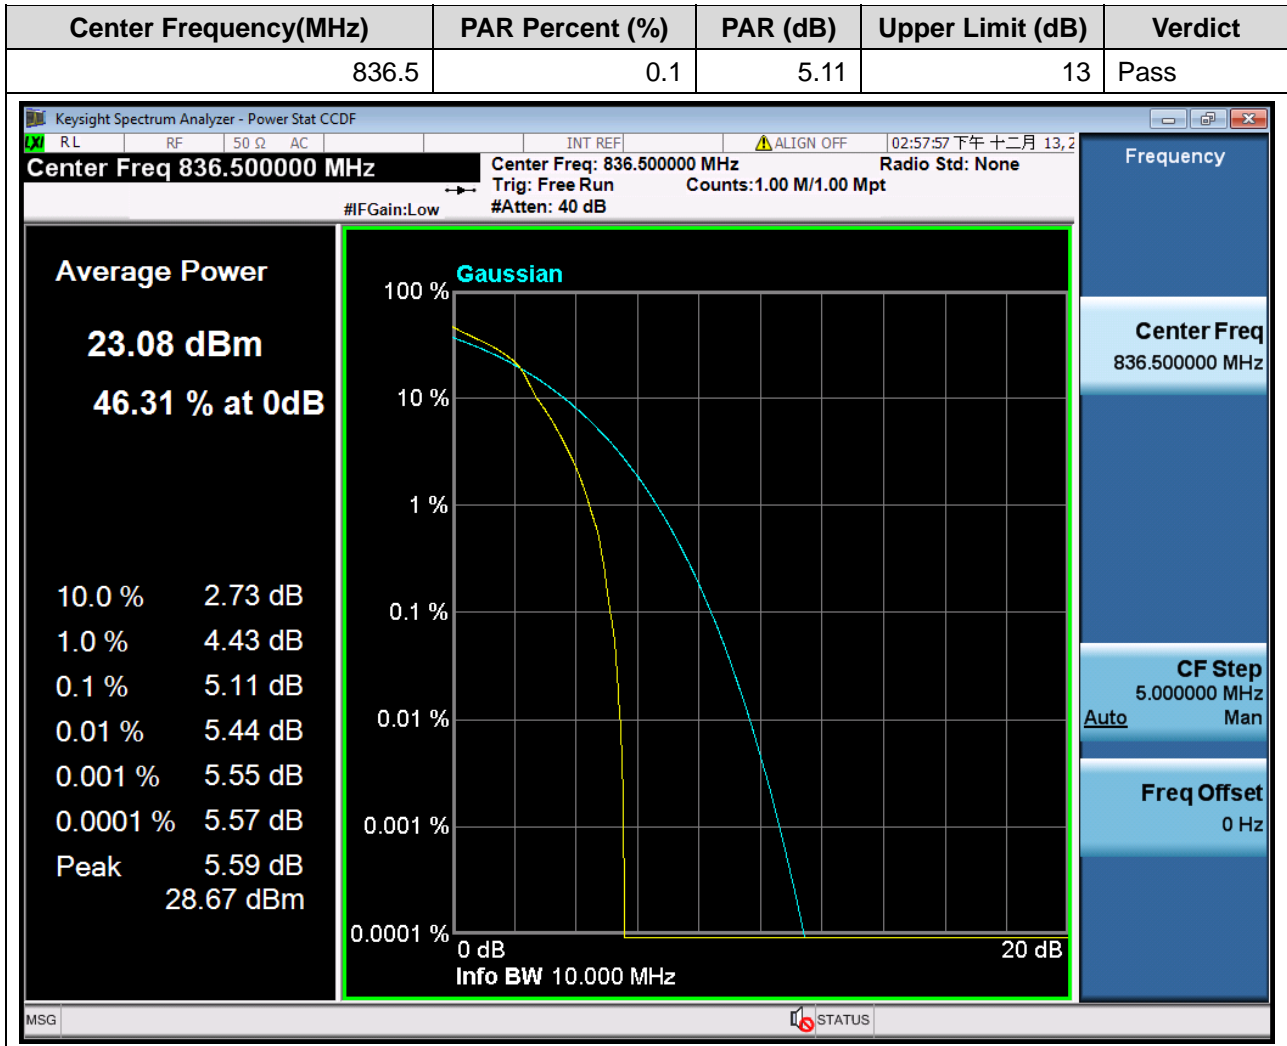 Center Frequency(MHz) PAR Percent (%) PAR (dB) Upper Limit (dB) Verdict
836.5 0.1 5.11 13 Pass
Keysight Spectrum Analyzer - Power Stat CCDF
LXI RL RF 50 Ω AC INT REF ALIGN OFF 02:57:57 下午 十二月 13, 2
Center Freq 836.500000 MHz
Center Freq: 836.500000 MHz Radio Std: None
Trig: Free Run Counts:1.00 M/1.00 Mpt
#IFGain:Low #Atten: 40 dB
Average Power
23.08 dBm
46.31 % at 0dB
10.0 % 2.73 dB
1.0 % 4.43 dB
0.1 % 5.11 dB
0.01 % 5.44 dB
0.001 % 5.55 dB
0.0001 % 5.57 dB
Peak 5.59 dB
28.67 dBm
Gaussian
100 %
10 %
1 %
0.1 %
0.01 %
0.001 %
0.0001 %
0 dB 20 dB
Info BW 10.000 MHz
Frequency
Center Freq
836.500000 MHz
CF Step
5.000000 MHz
Auto Man
Freq Offset
0 Hz
MSG STATUS